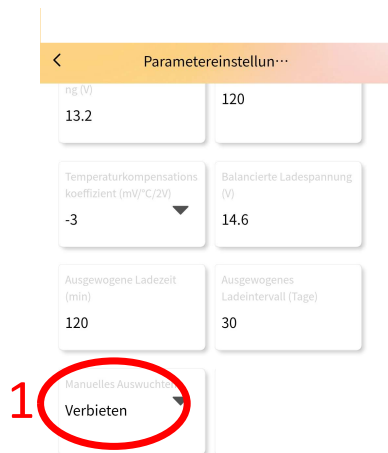 Parametereinstellun⋯
ng (V)
13.2
120
Temperaturkompensations
koeffizient (mV/°C/2V)
-3
Balancierte Ladespannung
(V)
14.6
Ausgewogene Ladezeit
(min)
120
Ausgewogenes
Ladeintervall (Tage)
30
1
Manuelles Auswuchten
Verbieten